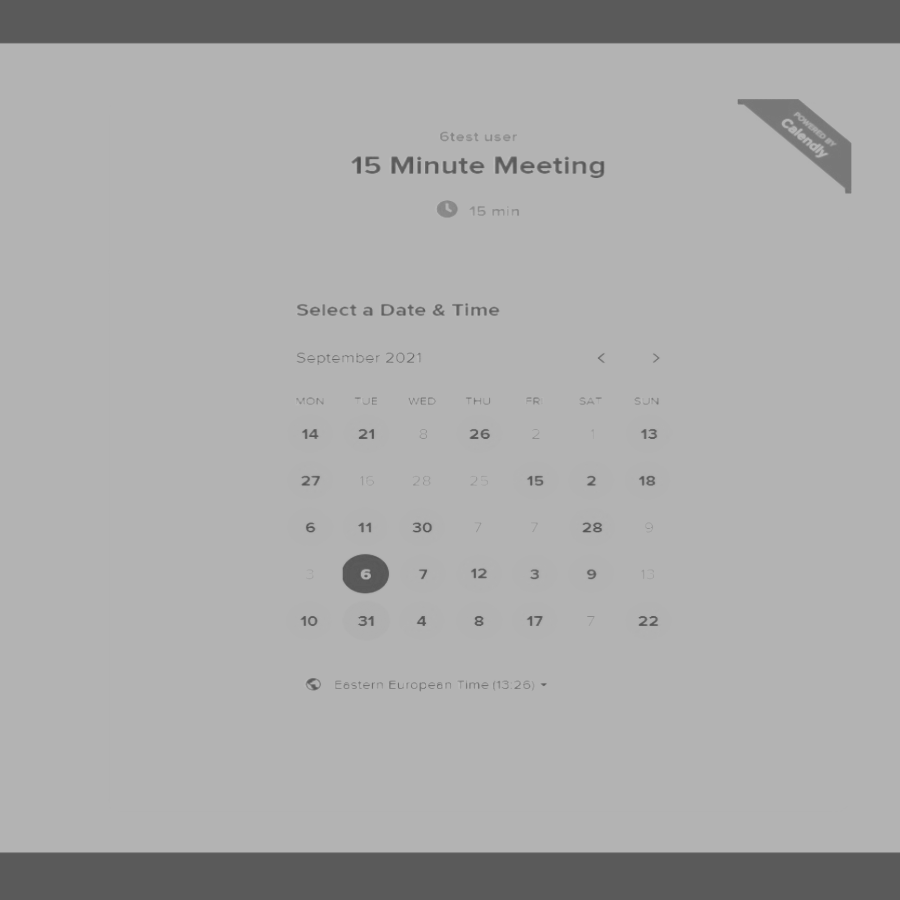 POWERED BY
Calendly
6test user
15 Minute Meeting
15 min
Select a Date & Time
September 2021 < >
MON TUE WED THU FRI SAT SUN
14 21 8 26 2 1 13
27 15 28 25 15 2 18
6 11 30 7 7 28 9
3 6 7 12 3 9 13
10 31 4 8 17 7 22
Eastern European Time (13:26)